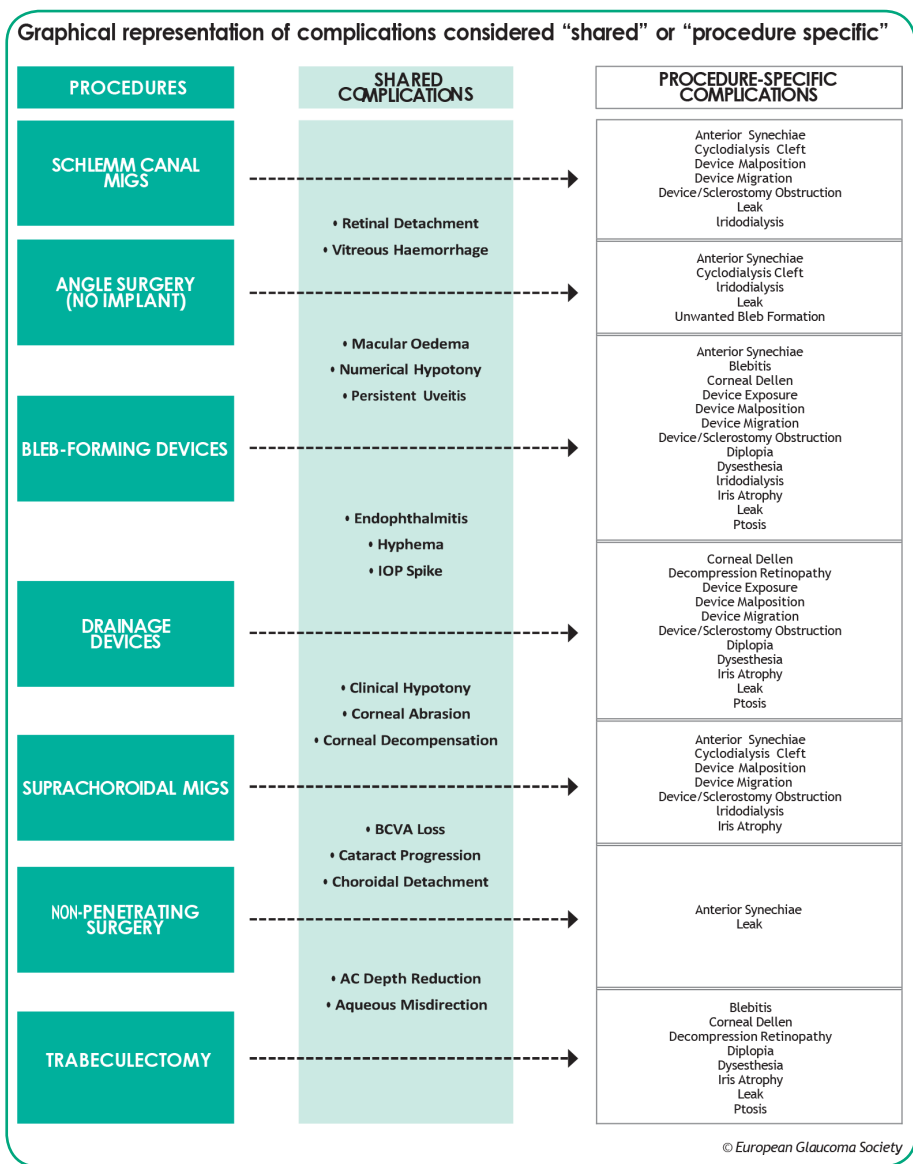 Graphical representation of complications considered “shared” or “procedure specific”
PROCEDURES
SHARED
COMPLICATIONS
PROCEDURE-SPECIFIC
COMPLICATIONS
SCHLEMM CANAL
MIGS
Anterior Synechiae
Cyclodialysis Cleft
Device Malposition
Device Migration
Device/Sclerostomy Obstruction
Leak
Iridodialysis
• Retinal Detachment
• Vitreous Haemorrhage
ANGLE SURGERY
(NO IMPLANT)
Anterior Synechiae
Cyclodialysis Cleft
Iridodialysis
Leak
Unwanted Bleb Formation
• Macular Oedema
• Numerical Hypotony
• Persistent Uveitis
BLEB-FORMING DEVICES
Anterior Synechiae
Blebitis
Corneal Dellen
Device Exposure
Device Malposition
Device Migration
Device/Sclerostomy Obstruction
Diplopia
Dysesthesia
Iridodialysis
Iris Atrophy
Leak
Ptosis
• Endophthalmitis
• Hyphema
• IOP Spike
DRAINAGE
DEVICES
Corneal Dellen
Decompression Retinopathy
Device Exposure
Device Malposition
Device Migration
Device/Sclerostomy Obstruction
Diplopia
Dysesthesia
Iris Atrophy
Leak
Ptosis
• Clinical Hypotony
• Corneal Abrasion
• Corneal Decompensation
SUPRACHOROIDAL MIGS
Anterior Synechiae
Cyclodialysis Cleft
Device Malposition
Device Migration
Device/Sclerostomy Obstruction
Iridodialysis
Iris Atrophy
• BCVA Loss
• Cataract Progression
• Choroidal Detachment
NON-PENETRATING
SURGERY
Anterior Synechiae
Leak
• AC Depth Reduction
• Aqueous Misdirection
TRABECULECTOMY
Blebitis
Corneal Dellen
Decompression Retinopathy
Diplopia
Dysesthesia
Iris Atrophy
Leak
Ptosis
© European Glaucoma Society